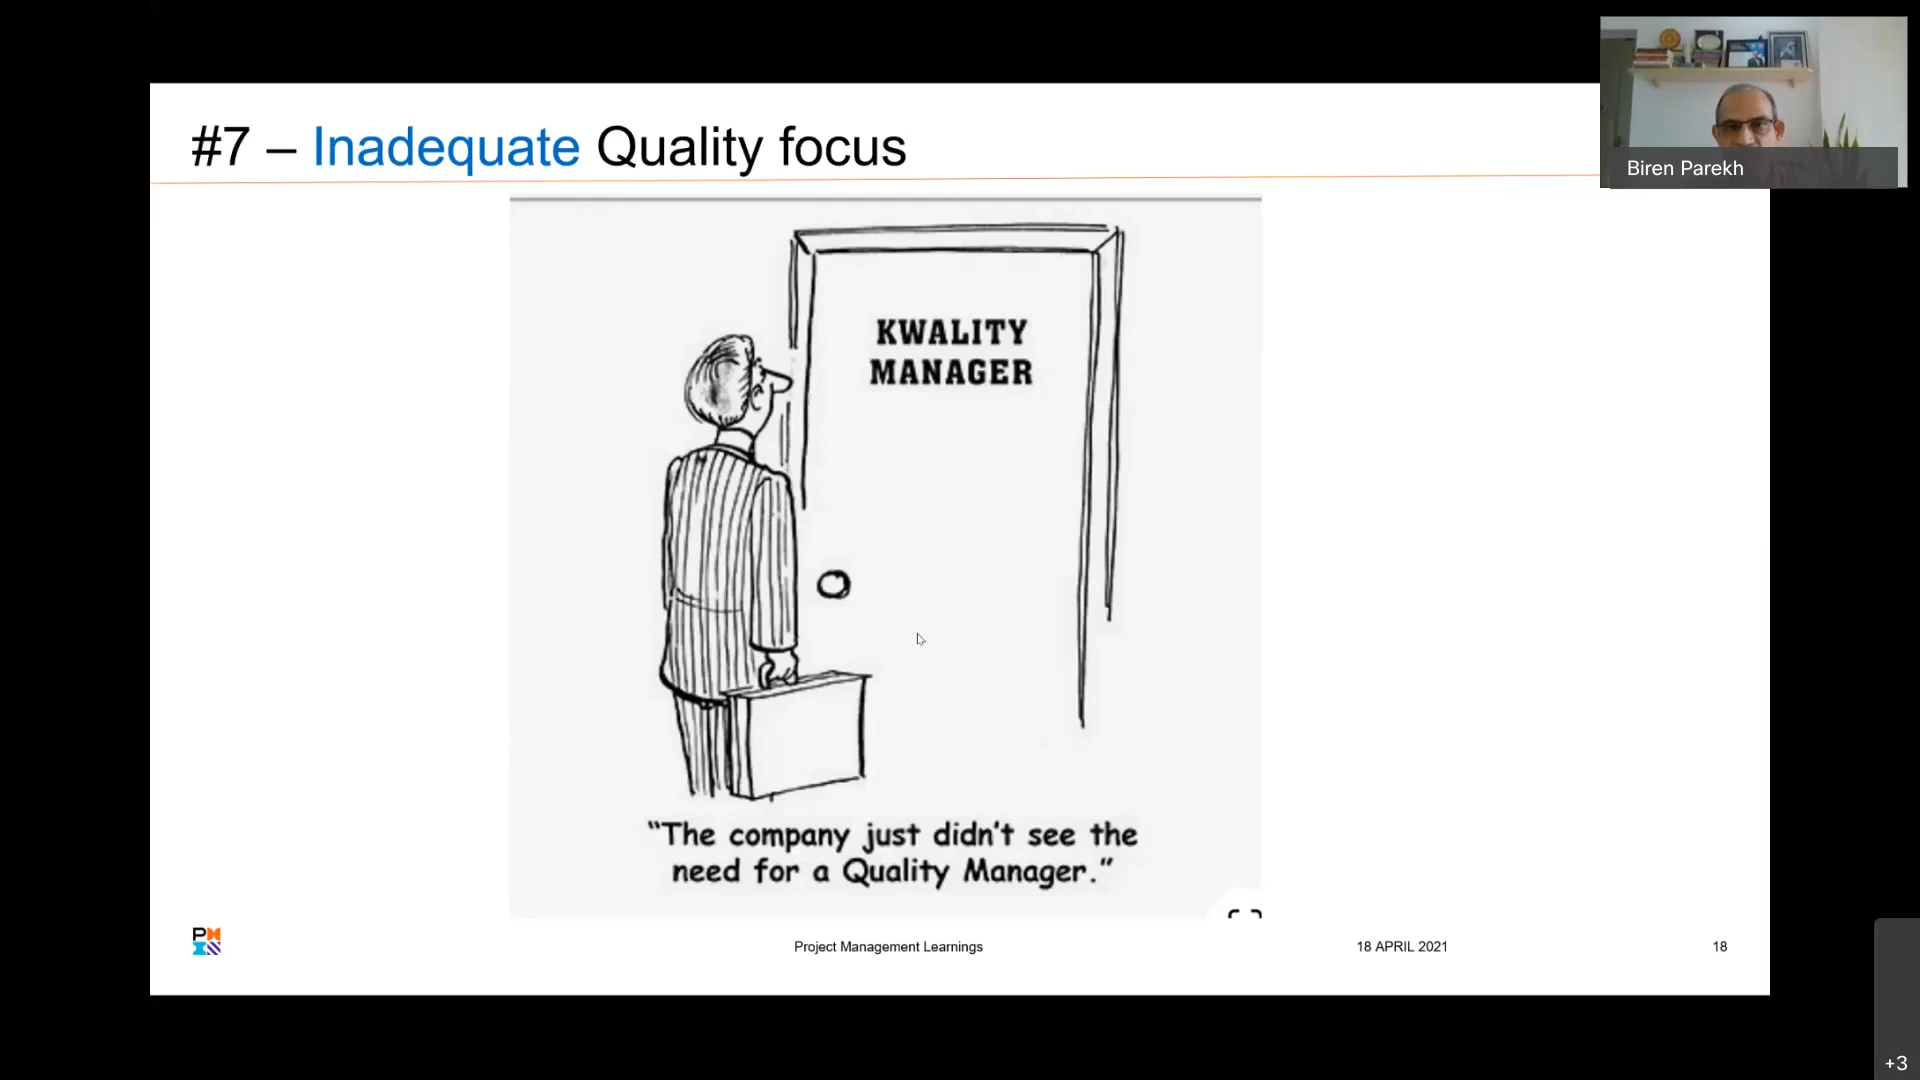 #7 – Inadequate Quality focus
Biren Parekh
KWALITY
MANAGER
“The company just didn’t see the
need for a Quality Manager.”
Project Management Learnings
18 APRIL 2021
18
+3